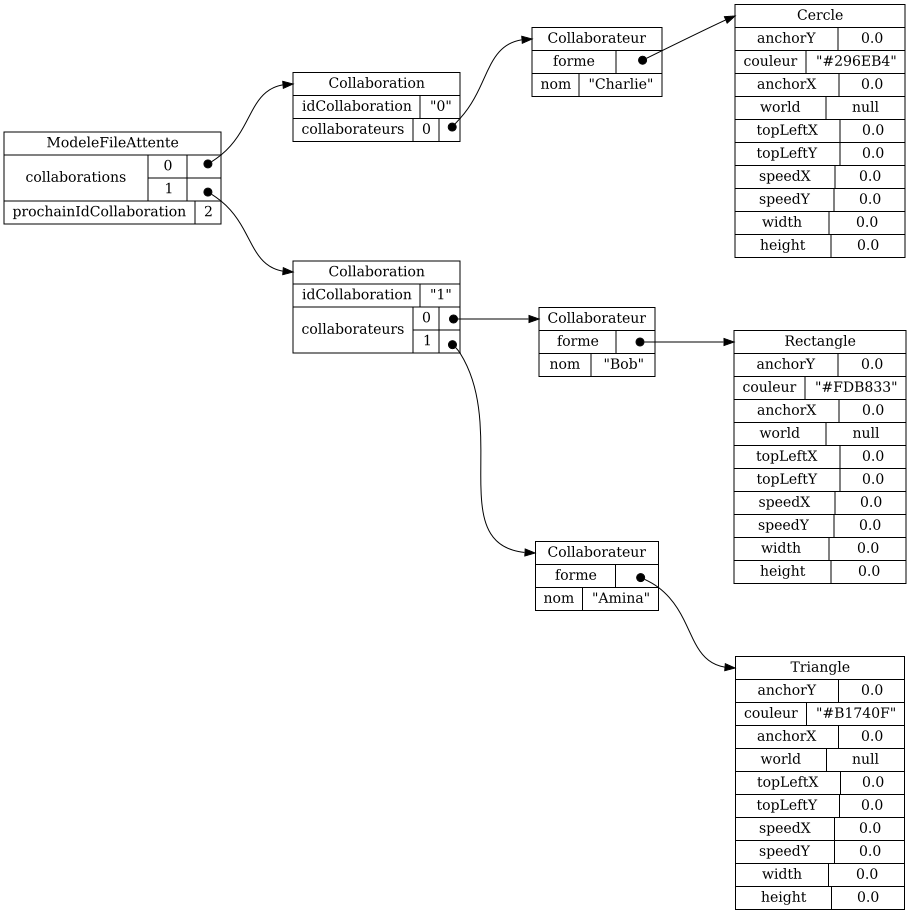 ModeleFileAttente
collaborations 0
1
prochainIdCollaboration 2
Collaboration
idCollaboration "0"
collaborateurs 0
Collaborateur
forme
nom "Charlie"
Cercle
anchorY 0.0
couleur "#296EB4"
anchorX 0.0
world null
topLeftX 0.0
topLeftY 0.0
speedX 0.0
speedY 0.0
width 0.0
height 0.0
Collaboration
idCollaboration "1"
collaborateurs 0
1
Collaborateur
forme
nom "Bob"
Rectangle
anchorY 0.0
couleur "#FDB833"
anchorX 0.0
world null
topLeftX 0.0
topLeftY 0.0
speedX 0.0
speedY 0.0
width 0.0
height 0.0
Collaborateur
forme
nom "Amina"
Triangle
anchorY 0.0
couleur "#B1740F"
anchorX 0.0
world null
topLeftX 0.0
topLeftY 0.0
speedX 0.0
speedY 0.0
width 0.0
height 0.0